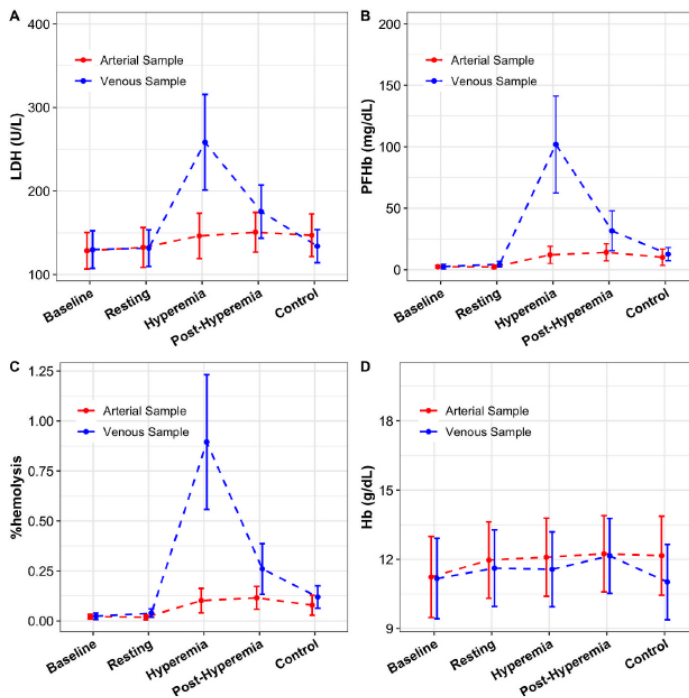 A
400
300
200
100
LDH (U/L)
Arterial Sample
Venous Sample
Baseline
Resting
Hyperemia
Post-Hyperemia
Control
B
200
150
100
50
0
PFHb (mg/dL)
Arterial Sample
Venous Sample
Baseline
Resting
Hyperemia
Post-Hyperemia
Control
C
1.25
1.00
0.75
0.50
0.25
0.00
%hemolysis
Arterial Sample
Venous Sample
Baseline
Resting
Hyperemia
Post-Hyperemia
Control
D
18
15
12
9
Hb (g/dL)
Arterial Sample
Venous Sample
Baseline
Resting
Hyperemia
Post-Hyperemia
Control